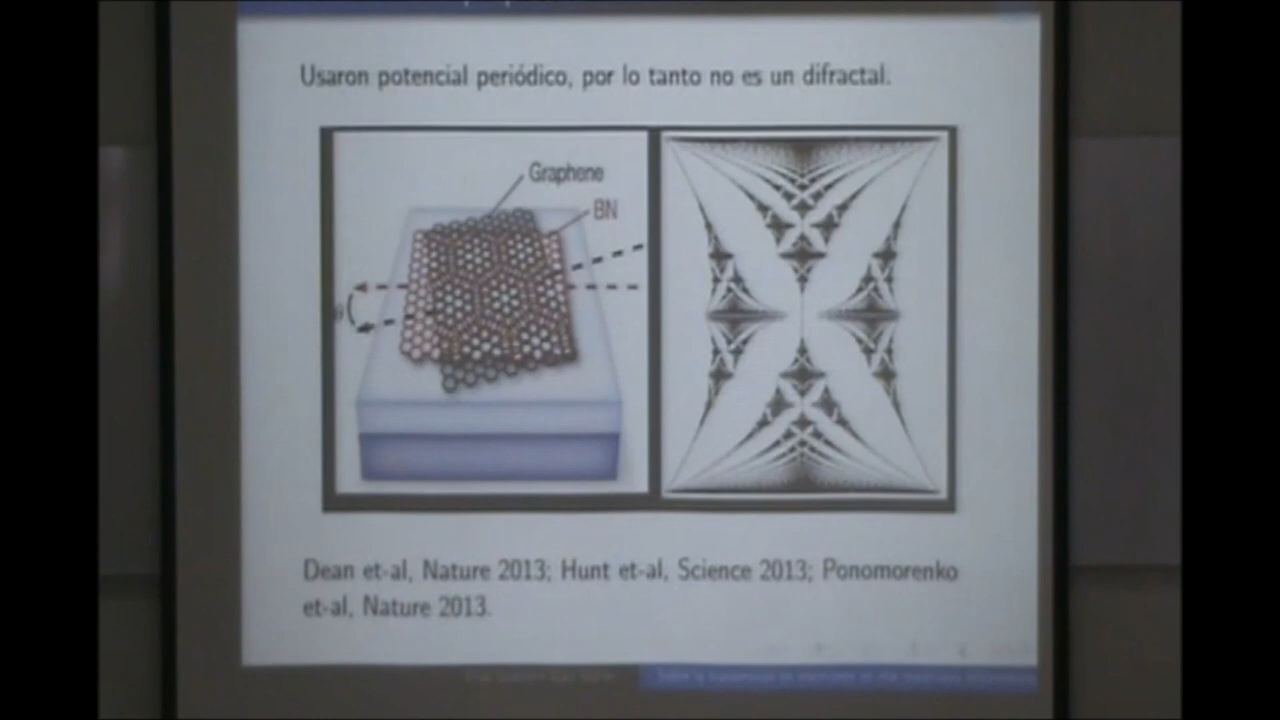 Usaron potencial periódico, por lo tanto no es un difractal.
Graphene
BN
θ
Dean et-al, Nature 2013; Hunt et-al, Science 2013; Ponomorenko
et-al, Nature 2013.